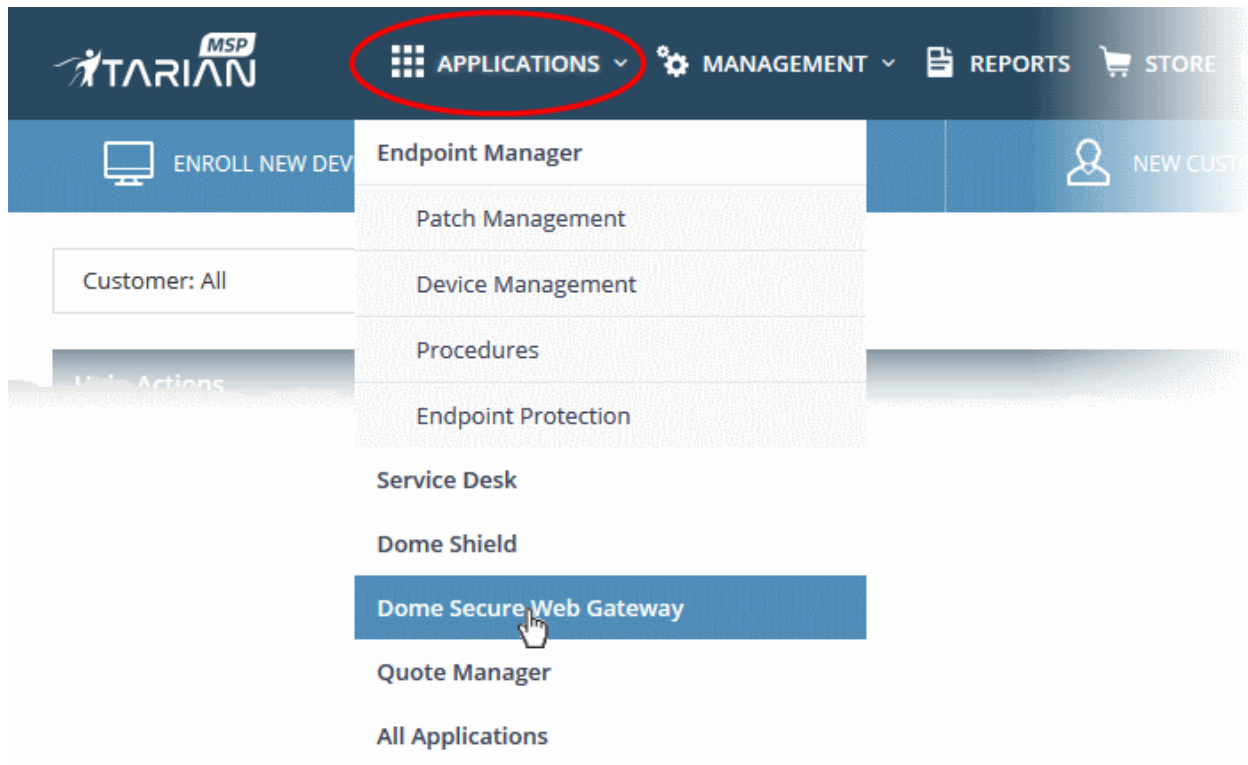 ITARIAN MSP APPLICATIONS MANAGEMENT REPORTS STORE
ENROLL NEW DEV NEW CUST
Endpoint Manager
Patch Management
Customer: All
Device Management
Procedures
Actions
Endpoint Protection
Service Desk
Dome Shield
Dome Secure Web Gateway
Quote Manager
All Applications